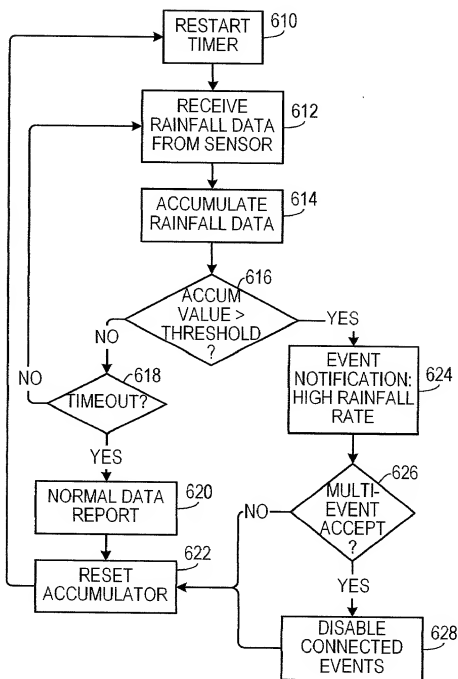 RESTART
TIMER
610
RECEIVE
RAINFALL DATA
FROM SENSOR
612
ACCUMULATE
RAINFALL DATA
614
616
ACCUM
VALUE >
THRESHOLD
?
NO
YES
NO
618
TIMEOUT?
YES
EVENT
NOTIFICATION:
HIGH RAINFALL
RATE
624
NORMAL DATA
REPORT
620
626
MULTI-
EVENT
ACCEPT
?
NO
YES
622
RESET
ACCUMULATOR
DISABLE
CONNECTED
EVENTS
628